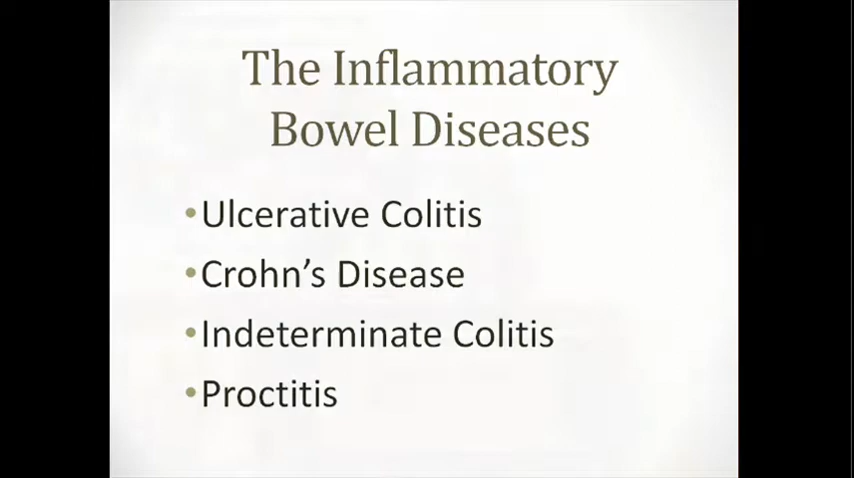 The Inflammatory
Bowel Diseases
•Ulcerative Colitis
•Crohn’s Disease
•Indeterminate Colitis
•Proctitis